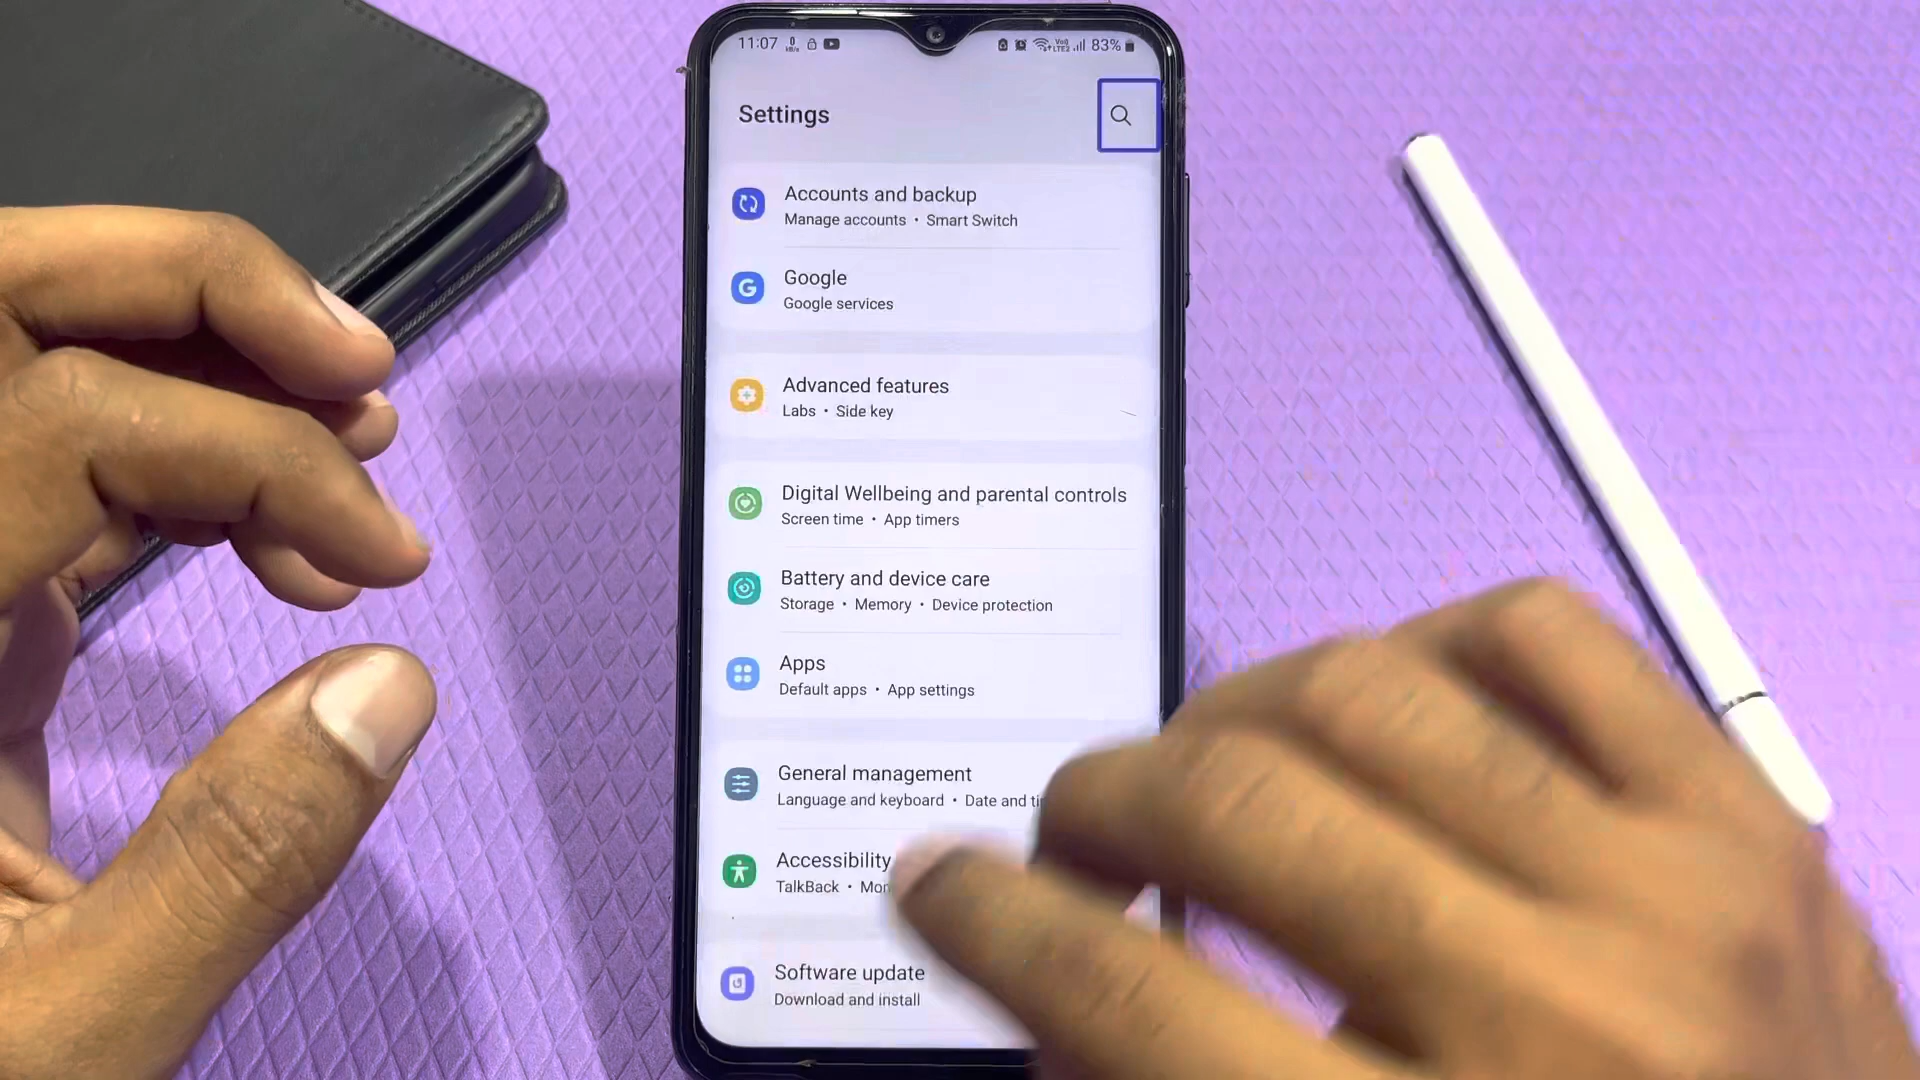 11:07 83%
Settings
Accounts and backup
Manage accounts • Smart Switch
Google
Google services
Advanced features
Labs • Side key
Digital Wellbeing and parental controls
Screen time • App timers
Battery and device care
Storage • Memory • Device protection
Apps
Default apps • App settings
General management
Language and keyboard • Date and
Accessibility
TalkBack •
Software update
Download and install